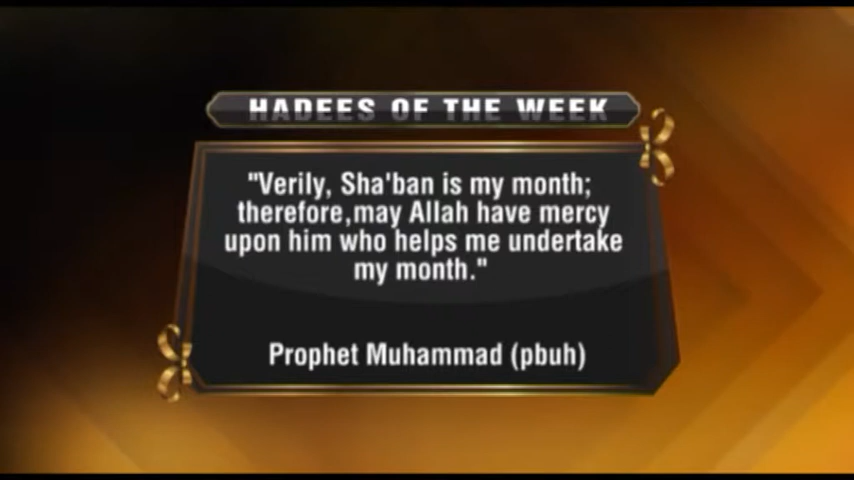 HADEES OF THE WEEK
"Verily, Sha'ban is my month;
therefore,may Allah have mercy
upon him who helps me undertake
my month."
Prophet Muhammad (pbuh)